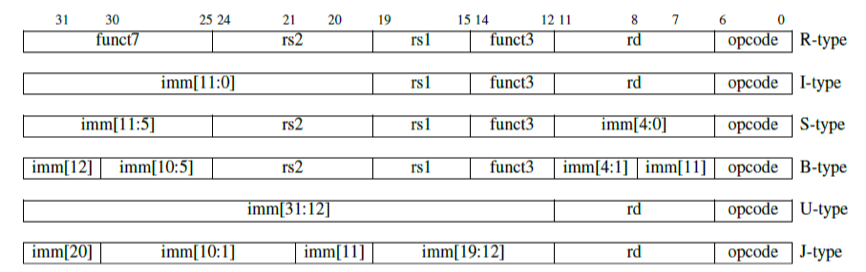 31 30 25 24 21 20 19 15 14 12 11 8 7 6 0
funct7 rs2 rs1 funct3 rd opcode R-type
imm[11:0] rs1 funct3 rd opcode I-type
imm[11:5] rs2 rs1 funct3 imm[4:0] opcode S-type
imm[12] imm[10:5] rs2 rs1 funct3 imm[4:1] imm[11] opcode B-type
imm[31:12] rd opcode U-type
imm[20] imm[10:1] imm[11] imm[19:12] rd opcode J-type